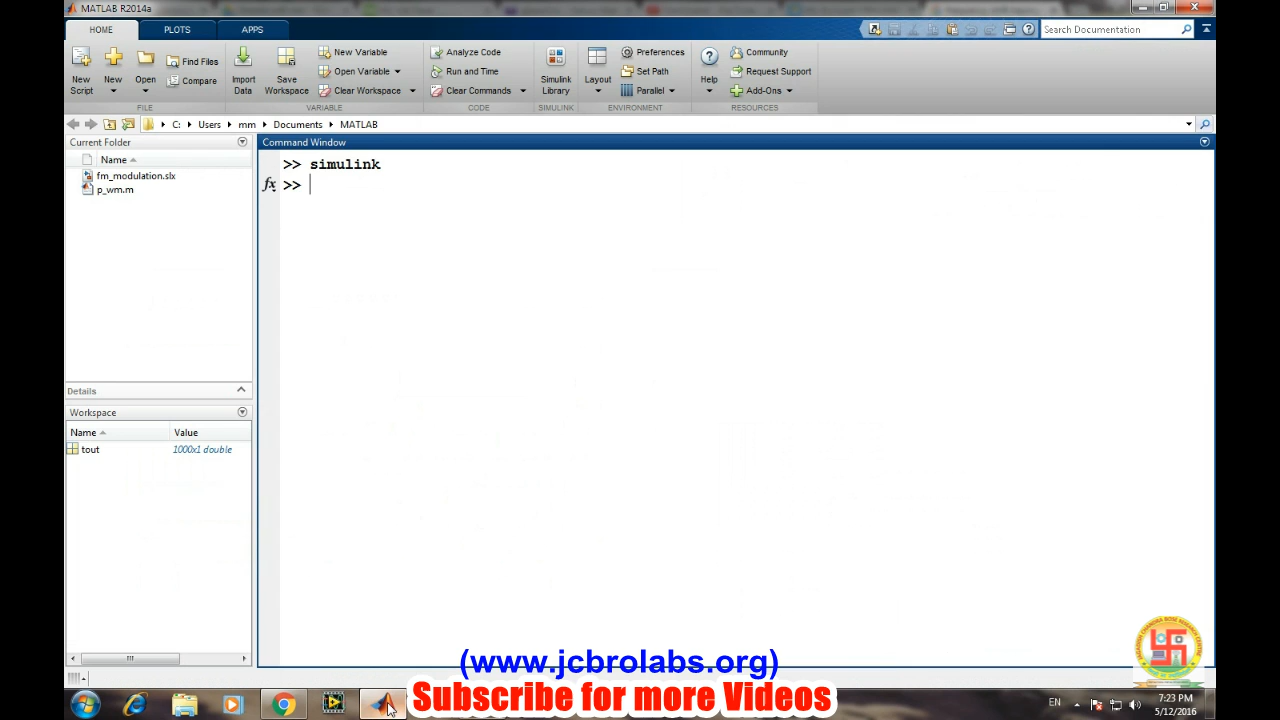 MATLAB R2014a
HOME PLOTS APPS
Search Documentation
New Script
New
Open
Find Files
Compare
FILE
Import Data
Save Workspace
New Variable
Open Variable
Clear Workspace
VARIABLE
Analyze Code
Run and Time
Clear Commands
CODE
Simulink Library
SIMULINK
Layout
Preferences
Set Path
Parallel
ENVIRONMENT
Help
Community
Request Support
Add-Ons
RESOURCES
C: Users mm Documents MATLAB
Current Folder
Name
fm_modulation.slx
p_wm.m
Details
Workspace
Name Value
tout 1000x1 double
Command Window
>> simulink
fx >>
(www.jcbrolabs.org)
Subscribe for more Videos
EN
7:23 PM
5/12/2016